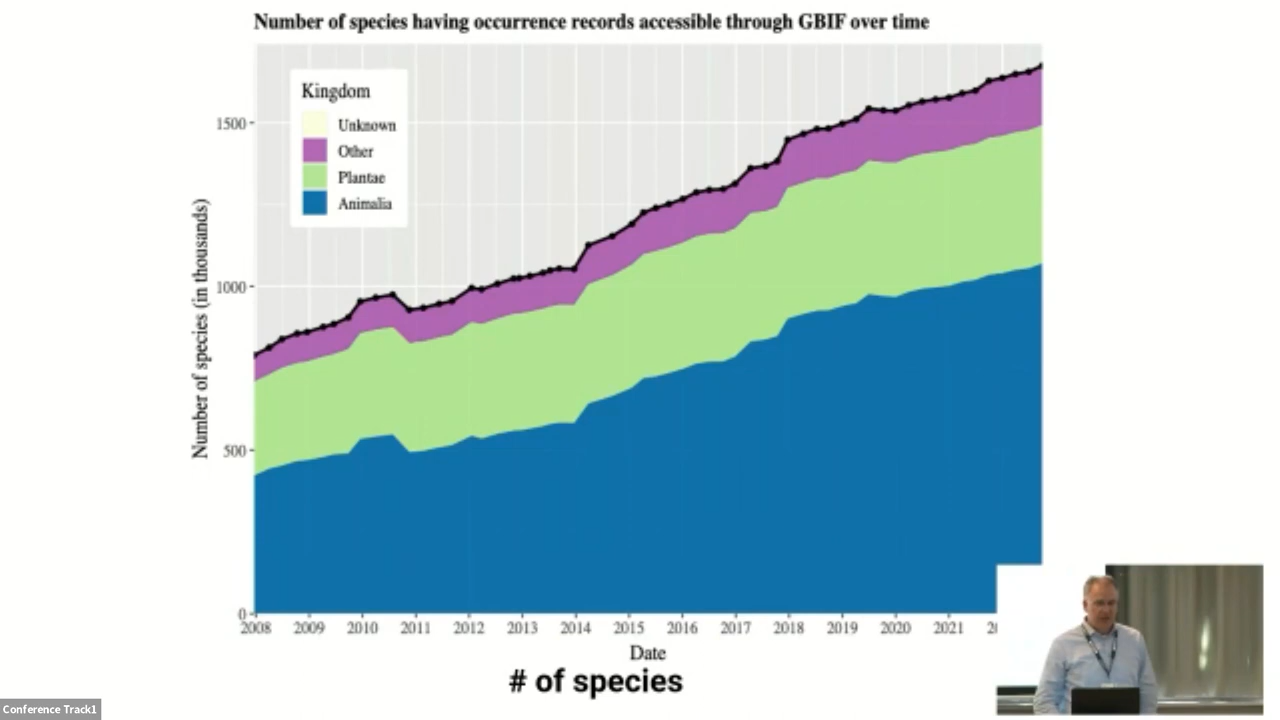 Number of species having occurrence records accessible through GBIF over time
Kingdom
Unknown
Other
Plantae
Animalia
Number of species (in thousands)
1500
1000
500
0
2008 2009 2010 2011 2012 2013 2014 2015 2016 2017 2018 2019 2020 2021 2
Date
# of species
Conference Track1